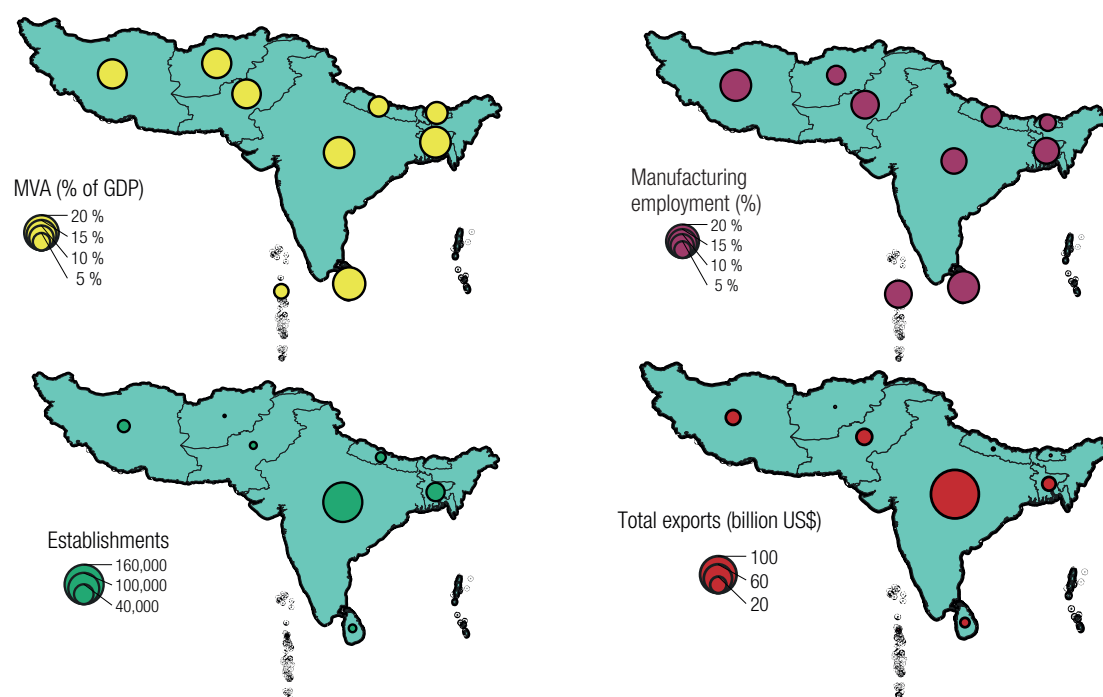 MVA (% of GDP)
20 %
15 %
10 %
5 %
Manufacturing
employment (%)
20 %
15 %
10 %
5 %
Establishments
160,000
100,000
40,000
Total exports (billion US$)
100
60
20